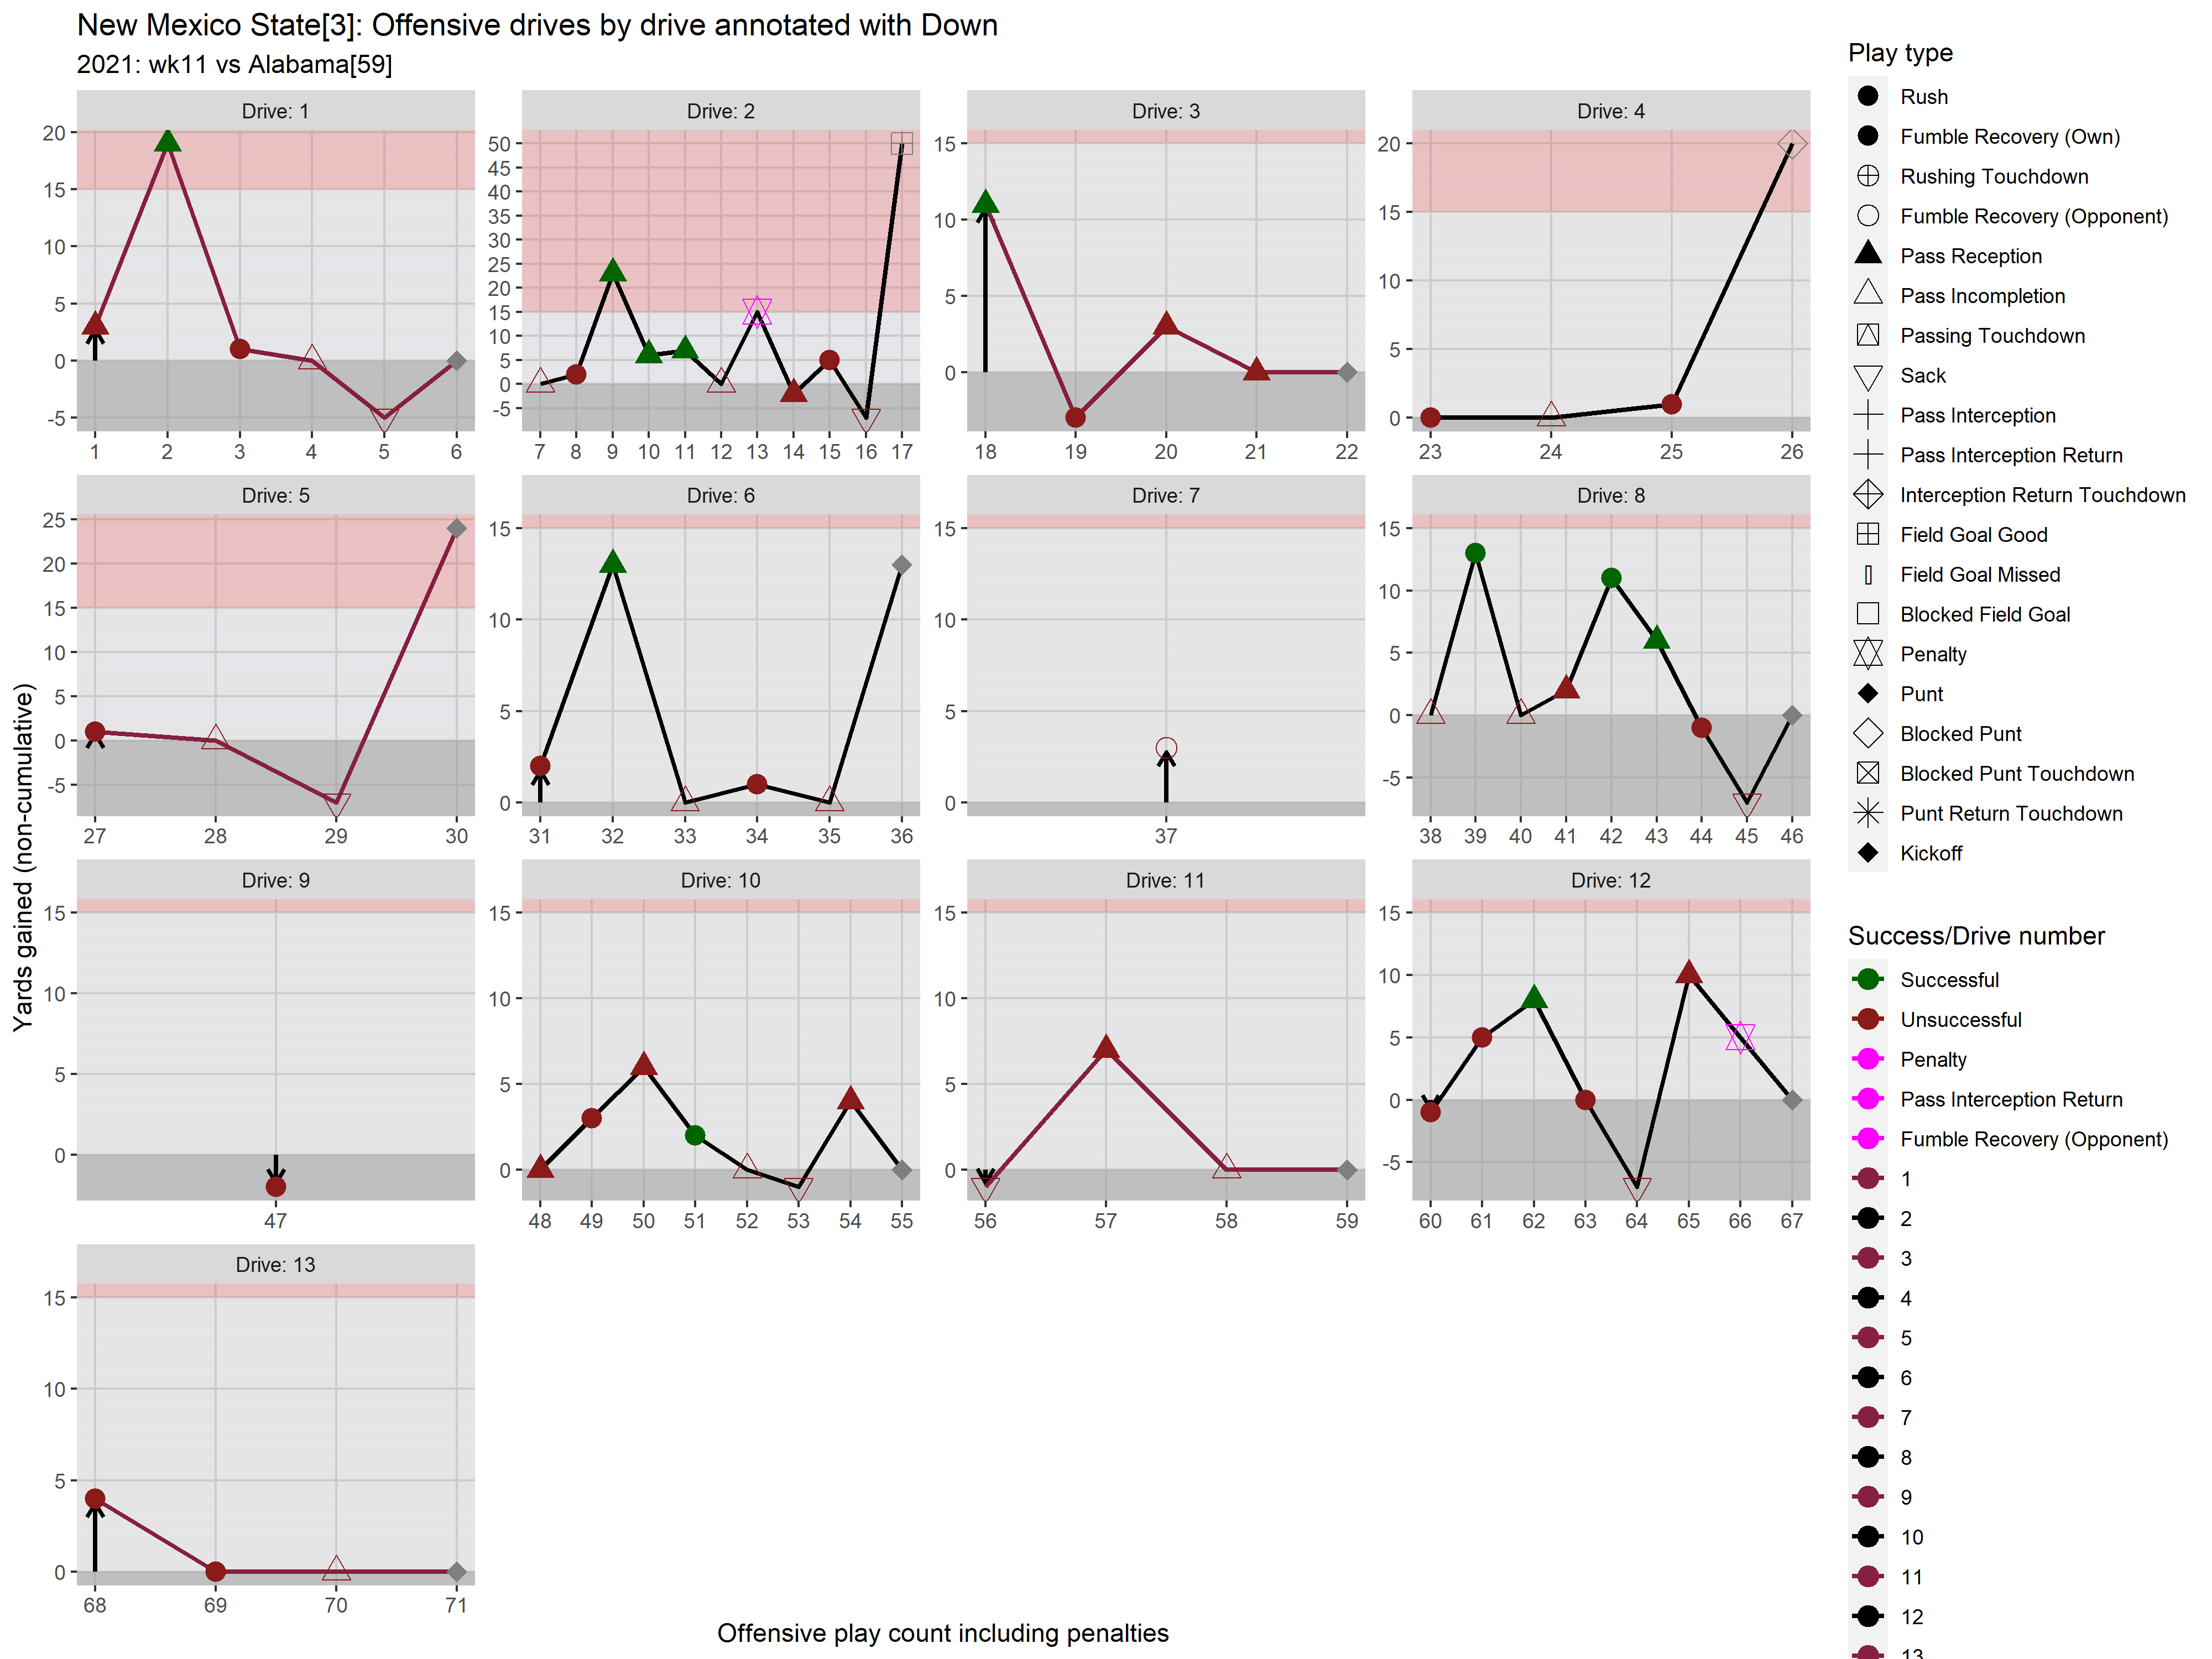 New Mexico State[3]: Offensive drives by drive annotated with Down
2021: wk11 vs Alabama[59]
Drive: 1
20
15
10
5
0
-5
1 2 3 4 5 6
Drive: 2
50
45
40
35
30
25
20
15
10
5
0
-5
7 8 9 10 11 12 13 14 15 16 17
Drive: 3
15
10
5
0
18 19 20 21 22
Drive: 4
20
15
10
5
0
23 24 25 26
Drive: 5
25
20
15
10
5
0
-5
27 28 29 30
Drive: 6
15
10
5
0
31 32 33 34 35 36
Drive: 7
15
10
5
0
37
Drive: 8
15
10
5
0
-5
38 39 40 41 42 43 44 45 46
Drive: 9
15
10
5
0
47
Drive: 10
15
10
5
0
48 49 50 51 52 53 54 55
Drive: 11
15
10
5
0
56 57 58 59
Drive: 12
15
10
5
0
-5
60 61 62 63 64 65 66 67
Drive: 13
15
10
5
0
68 69 70 71
Yards gained (non-cumulative)
Offensive play count including penalties
Play type
Rush
Fumble Recovery (Own)
Rushing Touchdown
Fumble Recovery (Opponent)
Pass Reception
Pass Incompletion
Passing Touchdown
Sack
Pass Interception
Pass Interception Return
Interception Return Touchdown
Field Goal Good
Field Goal Missed
Blocked Field Goal
Penalty
Punt
Blocked Punt
Blocked Punt Touchdown
Punt Return Touchdown
Kickoff
Success/Drive number
Successful
Unsuccessful
Penalty
Pass Interception Return
Fumble Recovery (Opponent)
1
2
3
4
5
6
7
8
9
10
11
12
13